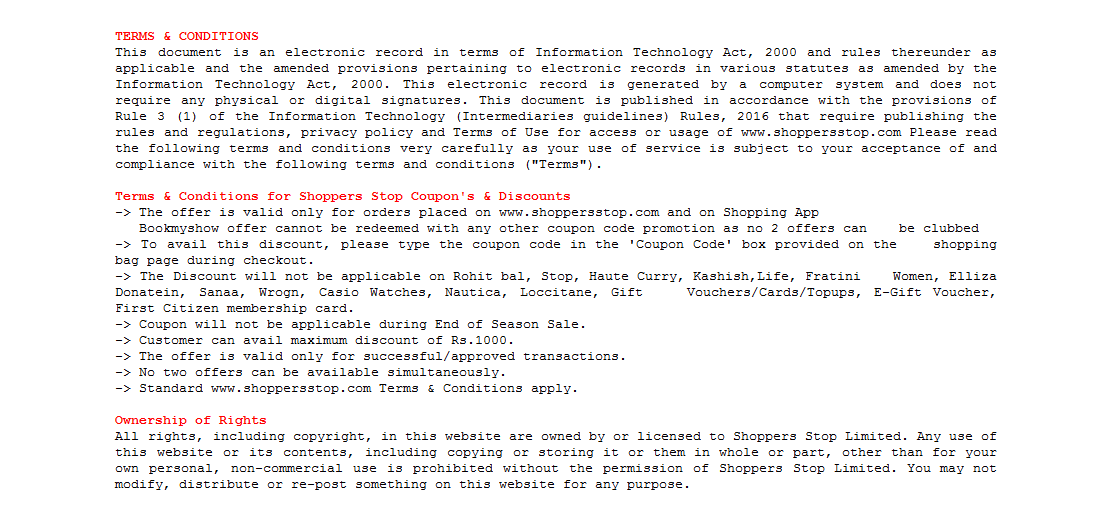 TERMS & CONDITIONS
This document is an electronic record in terms of Information Technology Act, 2000 and rules thereunder as
applicable and the amended provisions pertaining to electronic records in various statutes as amended by the
Information Technology Act, 2000. This electronic record is generated by a computer system and does not
require any physical or digital signatures. This document is published in accordance with the provisions of
Rule 3 (1) of the Information Technology (Intermediaries guidelines) Rules, 2016 that require publishing the
rules and regulations, privacy policy and Terms of Use for access or usage of www.shoppersstop.com Please read
the following terms and conditions very carefully as your use of service is subject to your acceptance of and
compliance with the following terms and conditions ("Terms").
Terms & Conditions for Shoppers Stop Coupon's & Discounts
-> The offer is valid only for orders placed on www.shoppersstop.com and on Shopping App
Bookmyshow offer cannot be redeemed with any other coupon code promotion as no 2 offers can be clubbed
-> To avail this discount, please type the coupon code in the 'Coupon Code' box provided on the shopping
bag page during checkout.
-> The Discount will not be applicable on Rohit bal, Stop, Haute Curry, Kashish,Life, Fratini Women, Elliza
Donatein, Sanaa, Wrogn, Casio Watches, Nautica, Loccitane, Gift Vouchers/Cards/Topups, E-Gift Voucher,
First Citizen membership card.
-> Coupon will not be applicable during End of Season Sale.
-> Customer can avail maximum discount of Rs.1000.
-> The offer is valid only for successful/approved transactions.
-> No two offers can be available simultaneously.
-> Standard www.shoppersstop.com Terms & Conditions apply.
Ownership of Rights
All rights, including copyright, in this website are owned by or licensed to Shoppers Stop Limited. Any use of
this website or its contents, including copying or storing it or them in whole or part, other than for your
own personal, non-commercial use is prohibited without the permission of Shoppers Stop Limited. You may not
modify, distribute or re-post something on this website for any purpose.